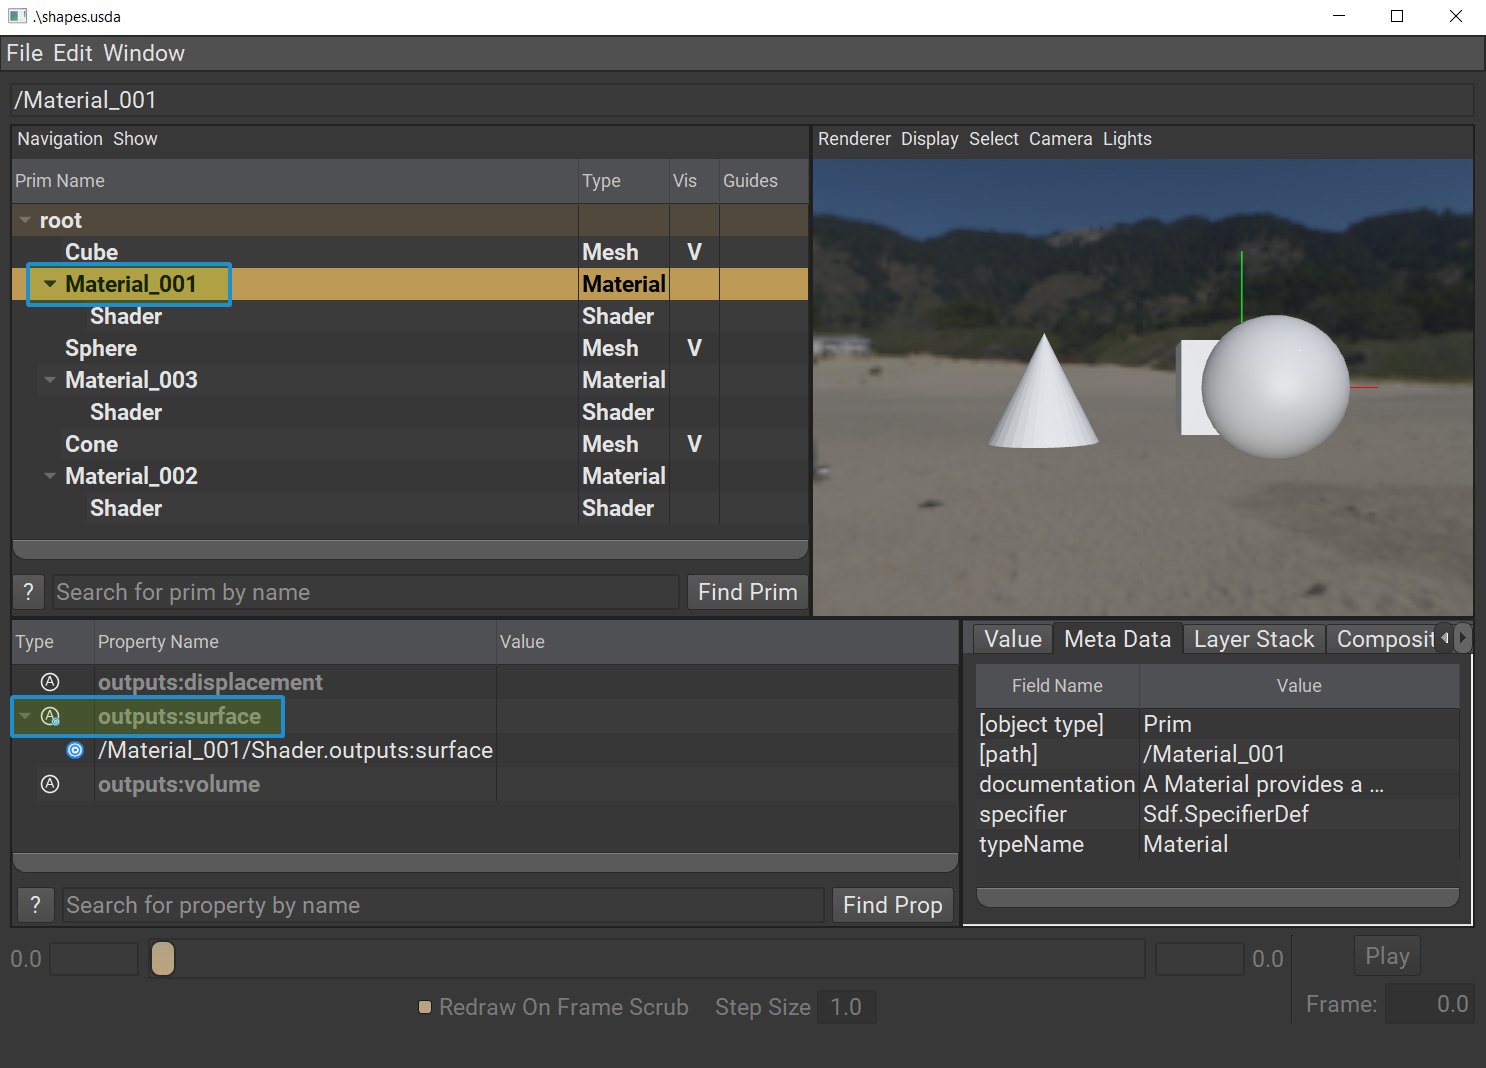 .\shapes.usda
File Edit Window
/Material_001
Navigation Show
Prim Name Type Vis Guides
root
Cube Mesh V
Material_001 Material
Shader Shader
Sphere Mesh V
Material_003 Material
Shader Shader
Cone Mesh V
Material_002 Material
Shader Shader
? Search for prim by name Find Prim
Renderer Display Select Camera Lights
Type Property Name Value
A outputs:displacement
A outputs:surface
/Material_001/Shader.outputs:surface
A outputs:volume
? Search for property by name Find Prop
Value Meta Data Layer Stack Composit
Field Name Value
[object type] Prim
[path] /Material_001
documentation A Material provides a ...
specifier Sdf.SpecifierDef
typeName Material
0.0 0.0 Play
Redraw On Frame Scrub Step Size 1.0 Frame: 0.0